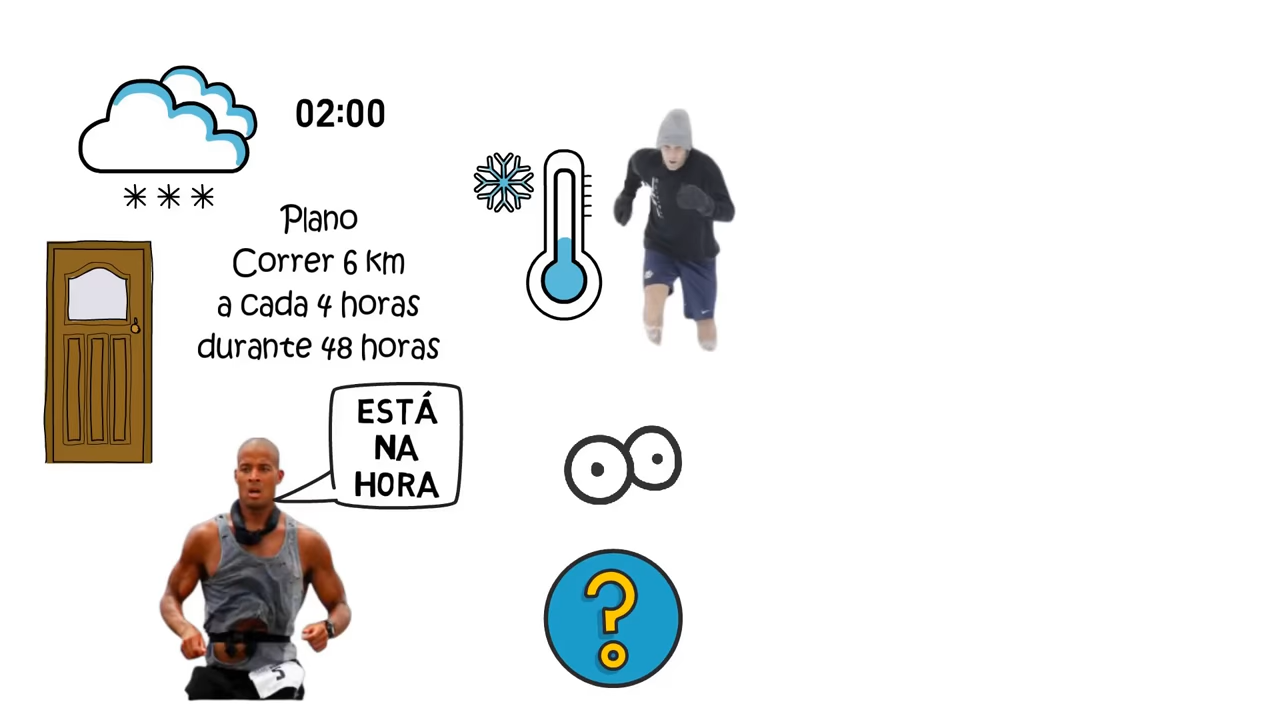 02:00
Plano
Correr 6 km
a cada 4 horas
durante 48 horas
ESTÁ
NA
HORA
?